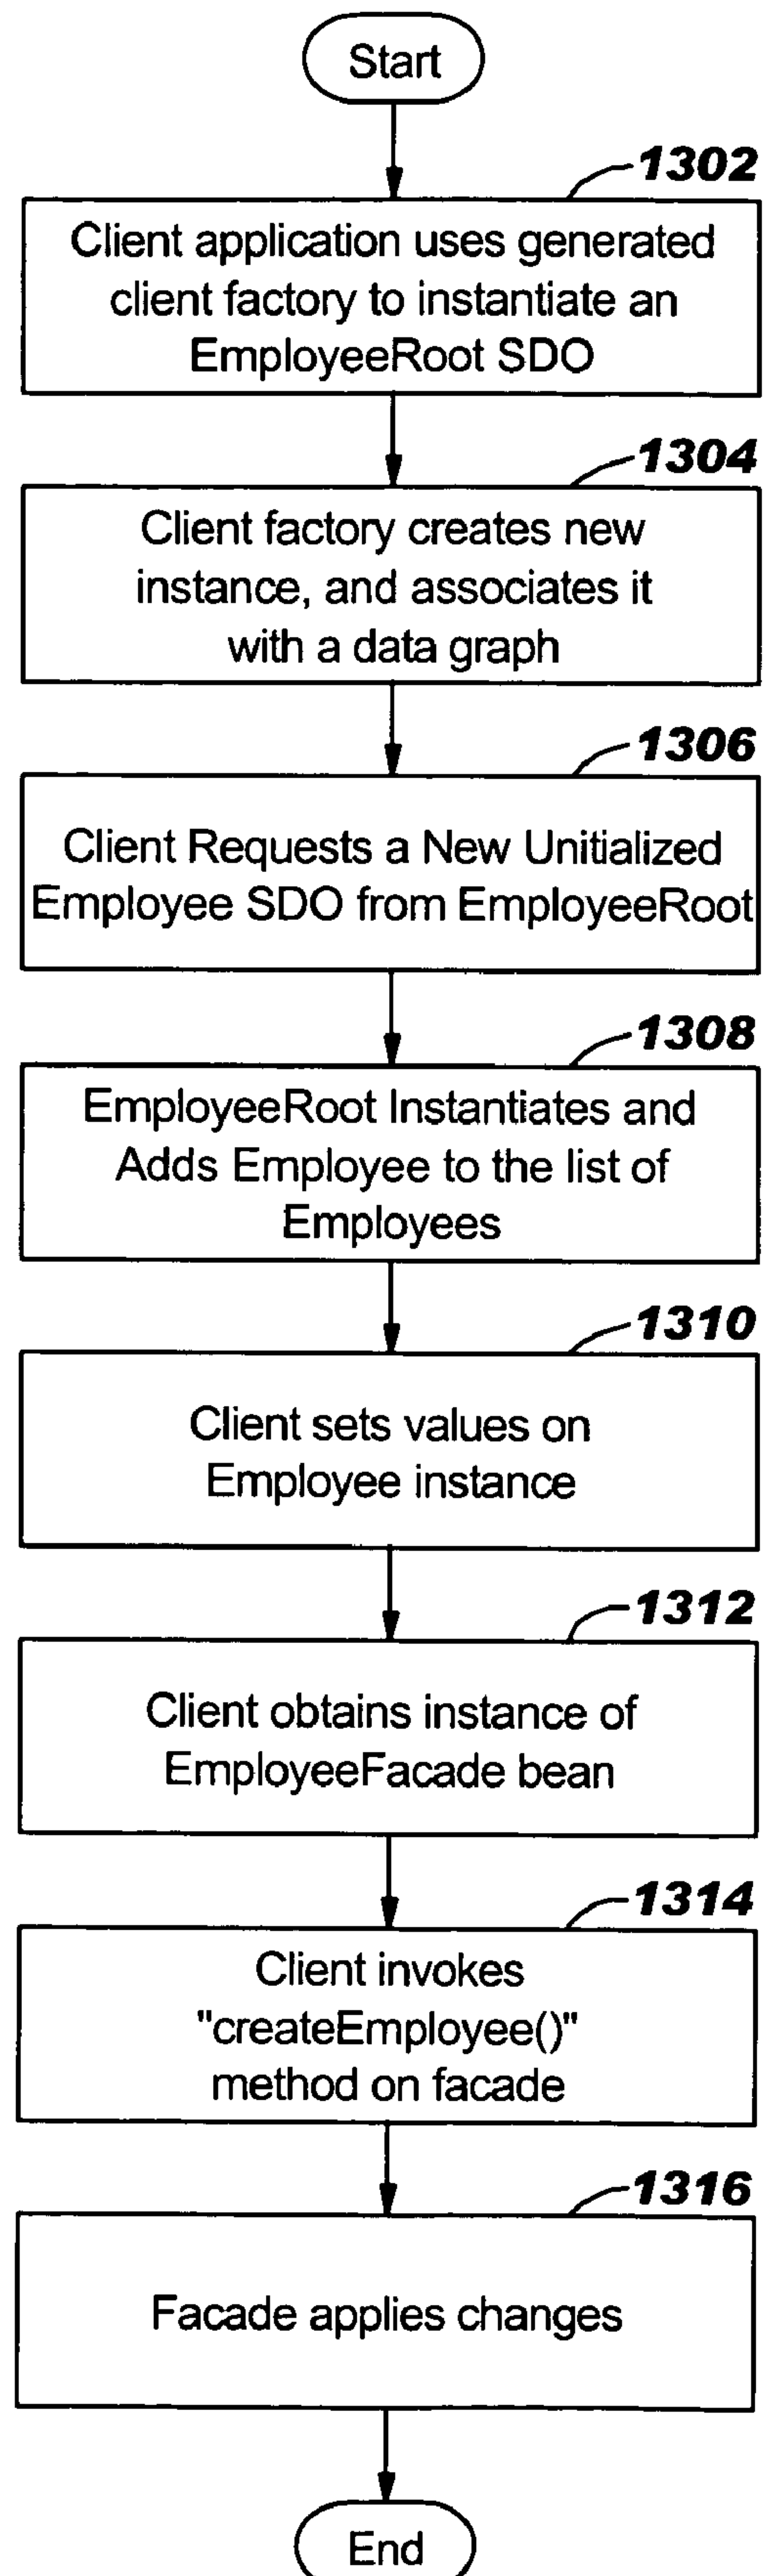 Start
1302
Client application uses generated
client factory to instantiate an
EmployeeRoot SDO
1304
Client factory creates new
instance, and associates it
with a data graph
1306
Client Requests a New Unitialized
Employee SDO from EmployeeRoot
1308
EmployeeRoot Instantiates and
Adds Employee to the list of
Employees
1310
Client sets values on
Employee instance
1312
Client obtains instance of
EmployeeFacade bean
1314
Client invokes
"createEmployee()"
method on facade
1316
Facade applies changes
End